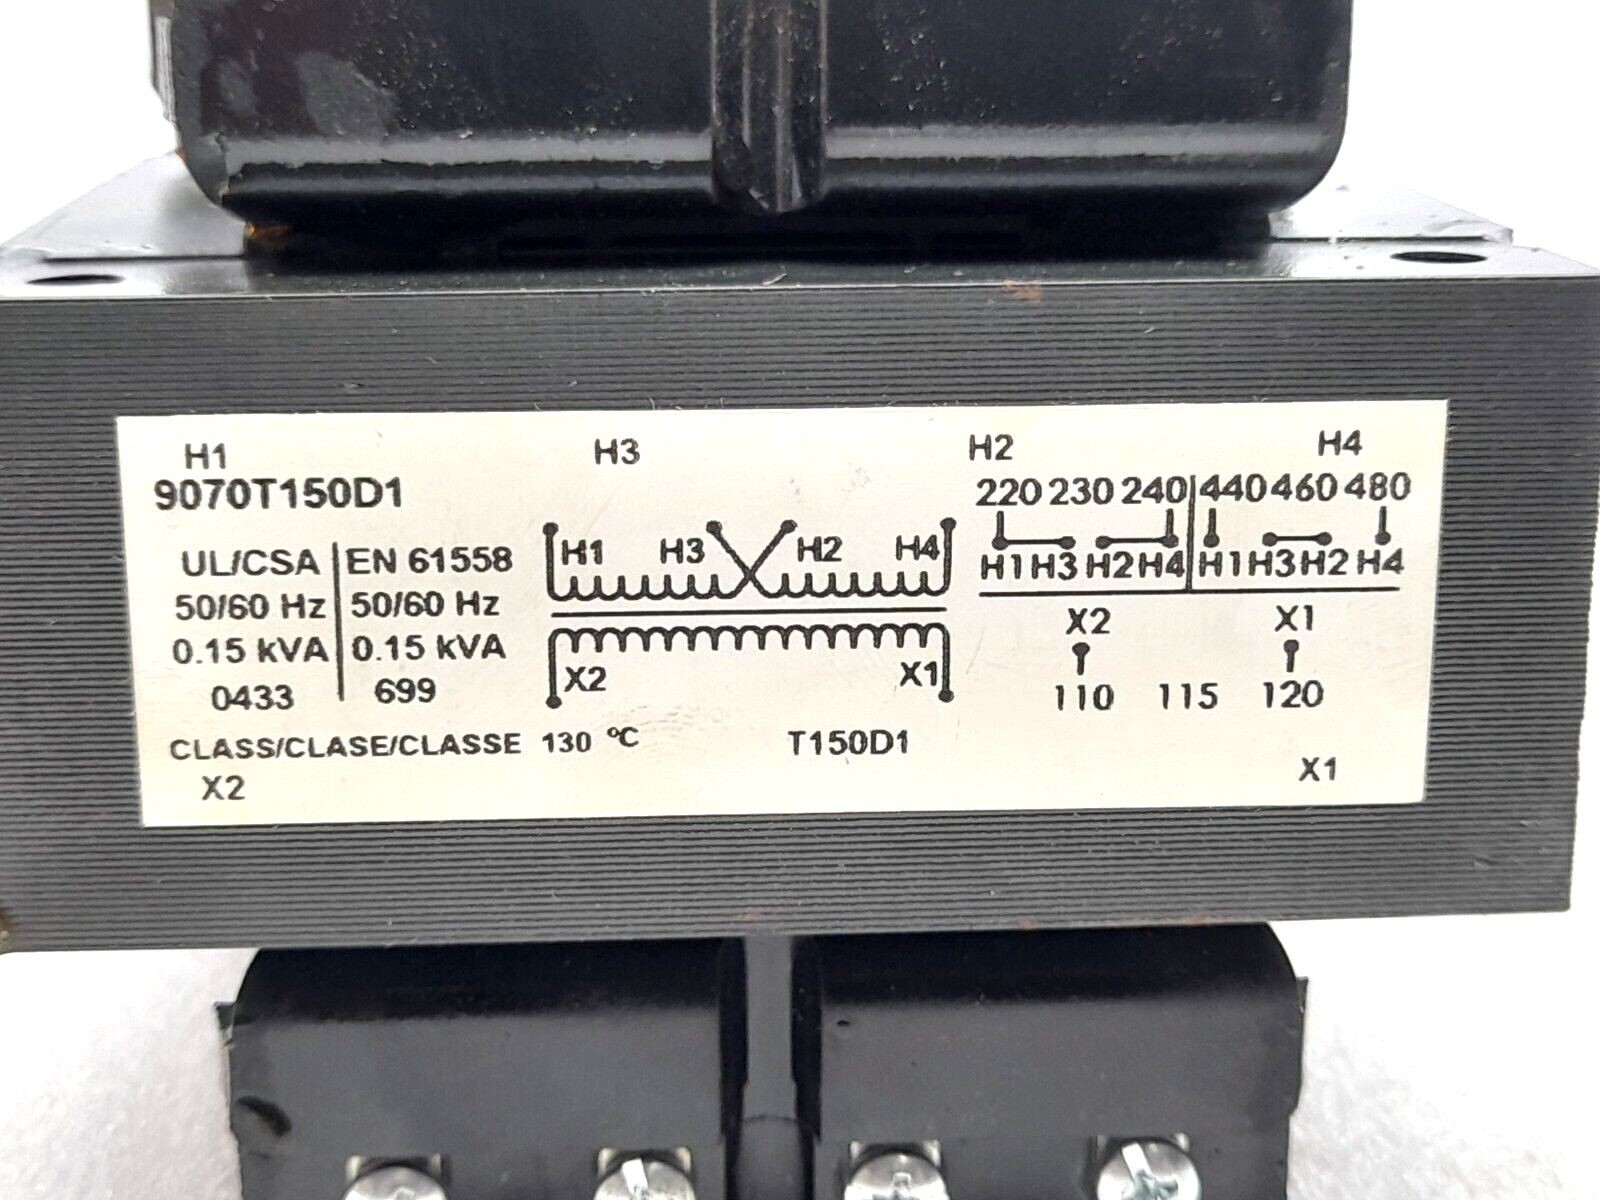 H1 H3 H2 H4
9070T150D1
UL/CSA EN 61558
50/60 Hz 50/60 Hz
0.15 kVA 0.15 kVA
0433 699
CLASS/CLASE/CLASSE 130 ºC
X2
H1 H3 H2 H4
X2 X1
T150D1
220 230 240 440 460 480
H1 H3 H2 H4 H1 H3 H2 H4
X2 X1
110 115 120
X1